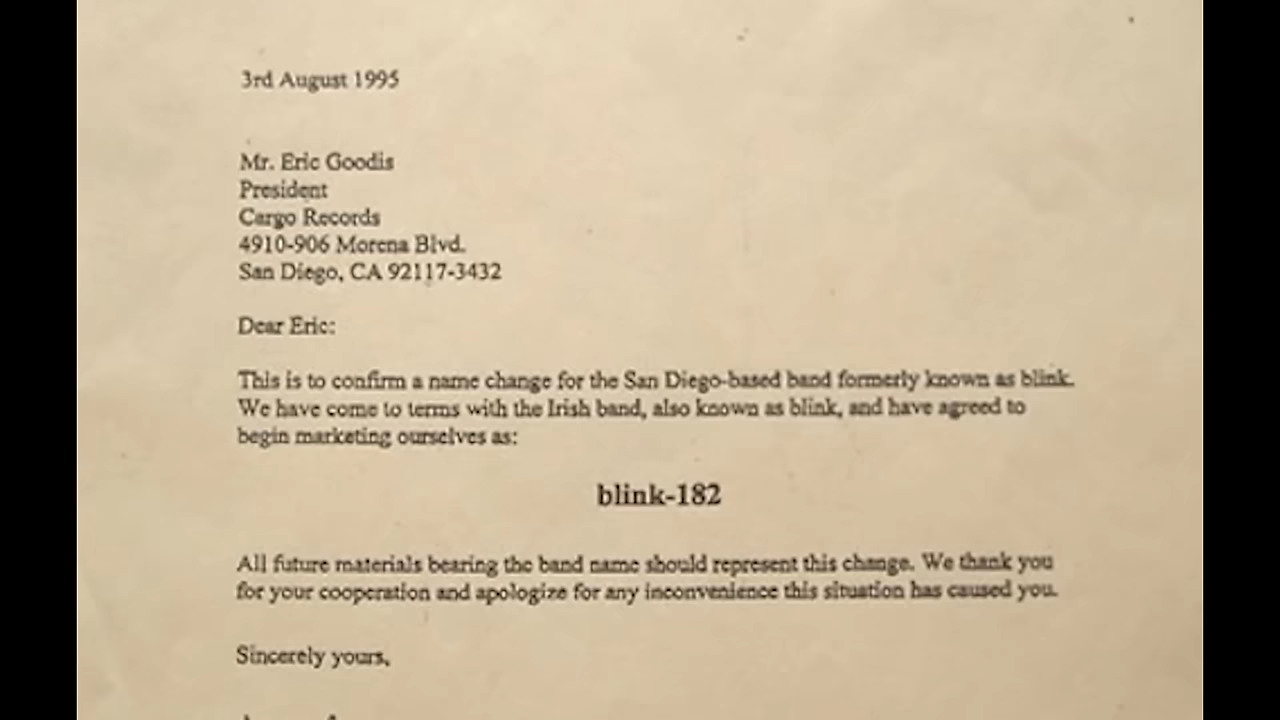 3rd August 1995
Mr. Eric Goodis
President
Cargo Records
4910-906 Morena Blvd.
San Diego, CA 92117-3432
Dear Eric:
This is to confirm a name change for the San Diego-based band formerly known as blink.
We have come to terms with the Irish band, also known as blink, and have agreed to
begin marketing ourselves as:
blink-182
All future materials bearing the band name should represent this change. We thank you
for your cooperation and apologize for any inconvenience this situation has caused you.
Sincerely yours,